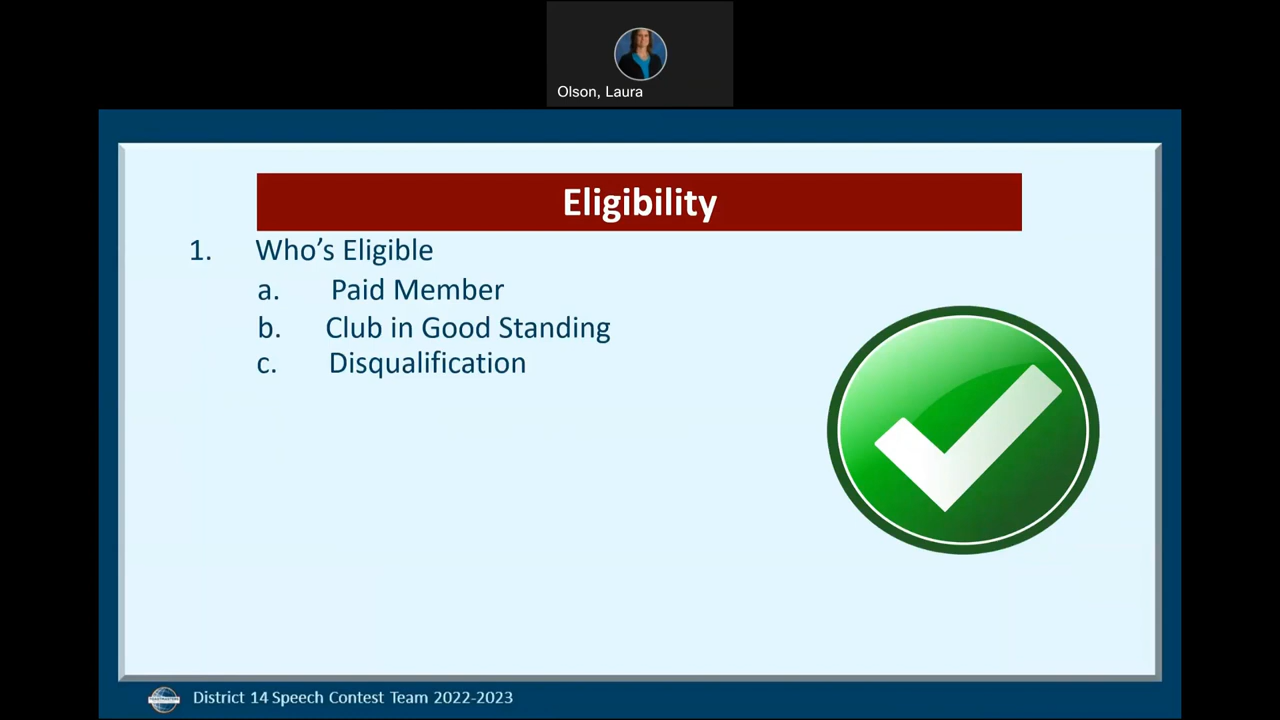 Olson, Laura
Eligibility
1. Who's Eligible
a. Paid Member
b. Club in Good Standing
c. Disqualification
TOASTMASTERS
District 14 Speech Contest Team 2022-2023